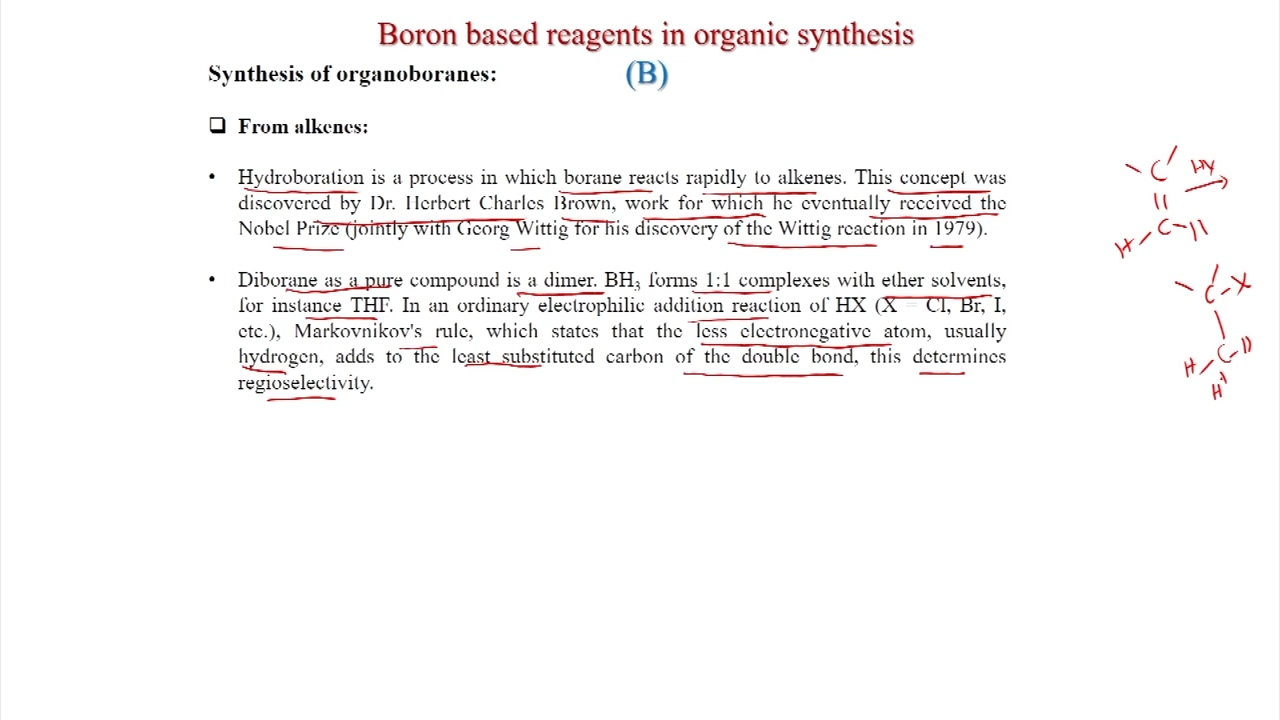 Boron based reagents in organic synthesis
Synthesis of organoboranes:
(B)
From alkenes:
• Hydroboration is a process in which borane reacts rapidly to alkenes. This concept was
discovered by Dr. Herbert Charles Brown, work for which he eventually received the
Nobel Prize (jointly with Georg Wittig for his discovery of the Wittig reaction in 1979).
• Diborane as a pure compound is a dimer. BH₃ forms 1:1 complexes with ether solvents,
for instance THF. In an ordinary electrophilic addition reaction of HX (X = Cl, Br, I,
etc.), Markovnikov's rule, which states that the less electronegative atom, usually
hydrogen, adds to the least substituted carbon of the double bond, this determines
regioselectivity.
C HX
H C H
C X
H C H
H